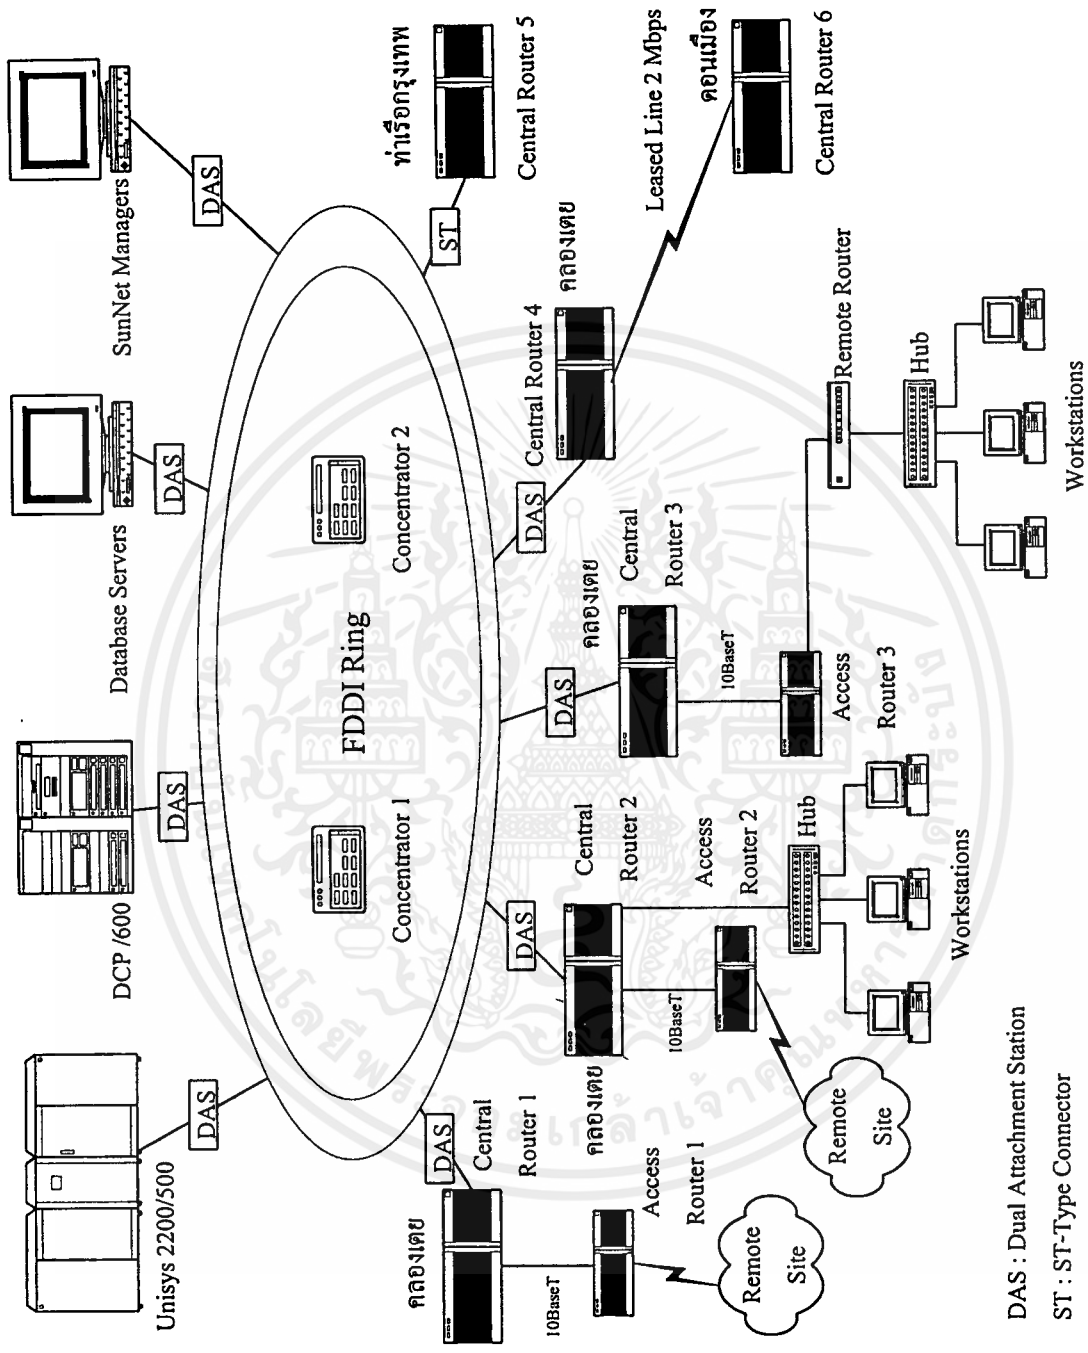 Unisys 2200/500
DCP /600
Database Servers
SunNet Managers
DAS
DAS
DAS
DAS
FDDI Ring
Concentrator 1
Concentrator 2
DAS
DAS
DAS
DAS
ST
คลองเตย
Central
Router 1
10BaseT
Access
Router 1
Remote
Site
คลองเตย
Central
Router 2
10BaseT
Access
Router 2
Remote
Site
Hub
Workstations
คลองเตย
Central
Router 3
10BaseT
Access
Router 3
Remote Router
Hub
Workstations
Central Router 4
คลองเตย
Leased Line 2 Mbps
ท่าเรือกรุงเทพ
Central Router 5
ดอนเมือง
Central Router 6
DAS : Dual Attachment Station
ST : ST-Type Connector